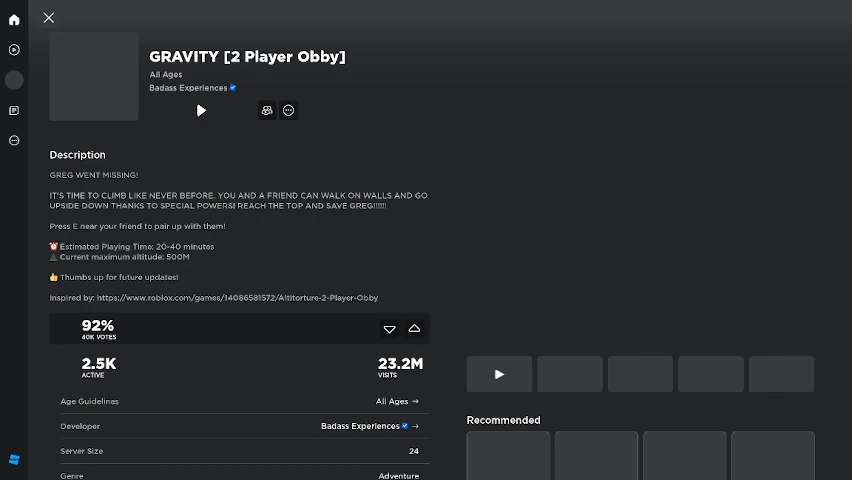 GRAVITY [2 Player Obby]
All Ages
Badass Experiences
Description
GREG WENT MISSING!
IT'S TIME TO CLIMB LIKE NEVER BEFORE. YOU AND A FRIEND CAN WALK ON WALLS AND GO
UPSIDE DOWN THANKS TO SPECIAL POWERS! REACH THE TOP AND SAVE GREG!!!!!!
Press E near your friend to pair up with them!
⏰ Estimated Playing Time: 20-40 minutes
Current maximum altitude: 500M
👍 Thumbs up for future updates!
Inspired by: https://www.roblox.com/games/14086581572/Altitorture-2-Player-Obby
92%
40K VOTES
2.5K
ACTIVE
23.2M
VISITS
Age Guidelines All Ages →
Developer Badass Experiences →
Server Size 24
Genre Adventure
Recommended